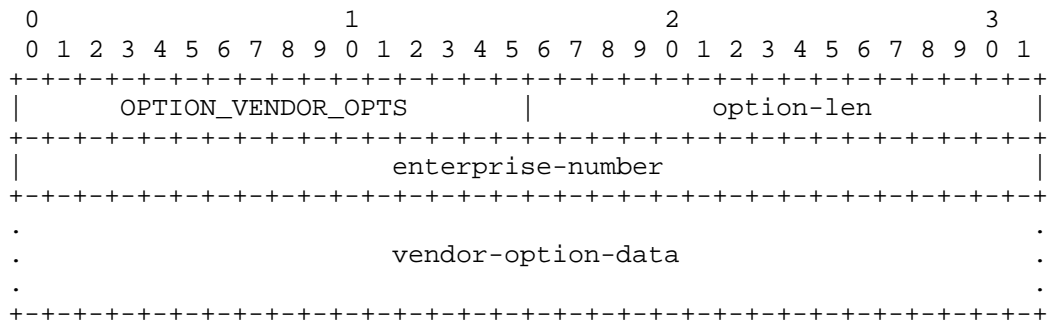 0                   1                   2                   3
 0 1 2 3 4 5 6 7 8 9 0 1 2 3 4 5 6 7 8 9 0 1 2 3 4 5 6 7 8 9 0 1
+-+-+-+-+-+-+-+-+-+-+-+-+-+-+-+-+-+-+-+-+-+-+-+-+-+-+-+-+-+-+-+-+
|      OPTION_VENDOR_OPTS       |           option-len          |
+-+-+-+-+-+-+-+-+-+-+-+-+-+-+-+-+-+-+-+-+-+-+-+-+-+-+-+-+-+-+-+-+
|                       enterprise-number                       |
+-+-+-+-+-+-+-+-+-+-+-+-+-+-+-+-+-+-+-+-+-+-+-+-+-+-+-+-+-+-+-+-+
.                                                               .
.                       vendor-option-data                      .
.                                                               .
+-+-+-+-+-+-+-+-+-+-+-+-+-+-+-+-+-+-+-+-+-+-+-+-+-+-+-+-+-+-+-+-+